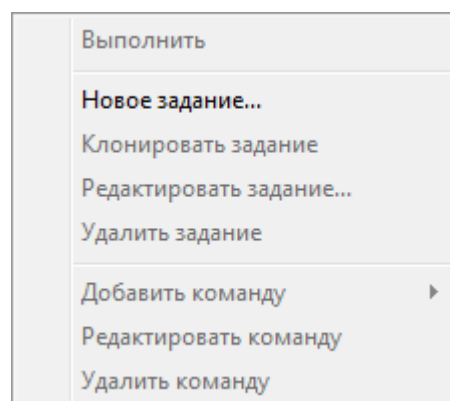 Выполнить
Новое задание...
Клонировать задание
Редактировать задание...
Удалить задание
Добавить команду
Редактировать команду
Удалить команду